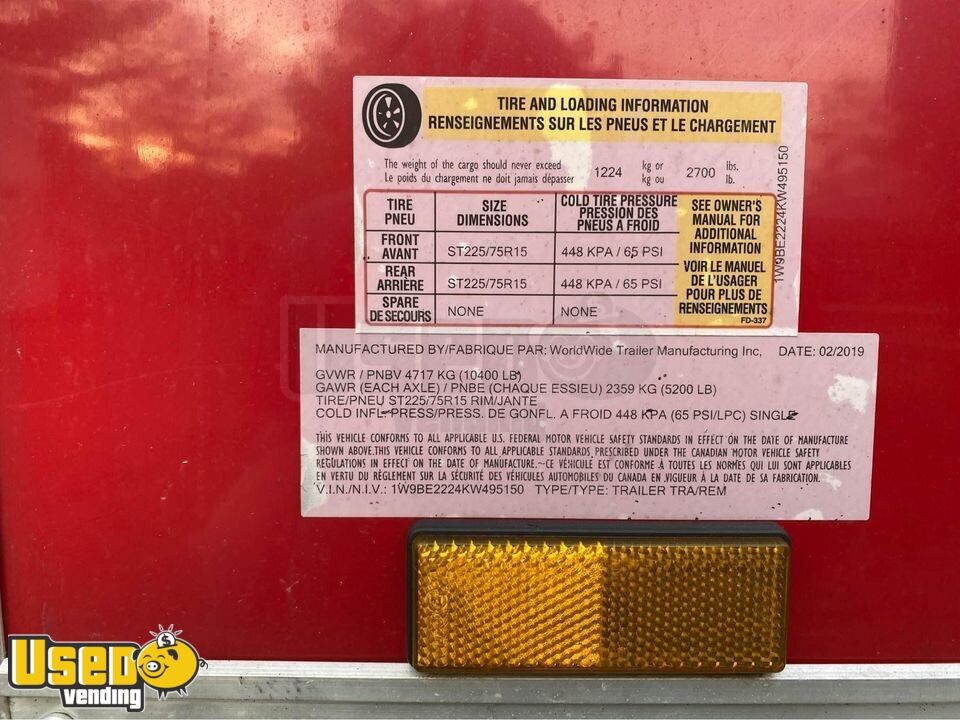 TIRE AND LOADING INFORMATION
RENSEIGNEMENTS SUR LES PNEUS ET LE CHARGEMENT
The weight of the cargo should never exceed 1224 kg or 2700 lbs.
Le poids du chargement ne doit jamais dépasser kg ou lb.
TIRE PNEU
SIZE DIMENSIONS
COLD TIRE PRESSURE PRESSION DES PNEUS A FROID
FRONT AVANT ST225/75R15 448 KPA / 65 PSI
REAR ARRIÈRE ST225/75R15 448 KPA / 65 PSI
SPARE DE SECOURS NONE NONE
SEE OWNER'S
MANUAL FOR
ADDITIONAL
INFORMATION
VOIR LE MANUEL
DE L'USAGER
POUR PLUS DE
RENSEIGNEMENTS
FD-337
1W9BE2224KW495150
MANUFACTURED BY/FABRIQUE PAR: WorldWide Trailer Manufacturing Inc, DATE: 02/2019
GVWR / PNBV 4717 KG (10400 LB)
GAWR (EACH AXLE) / PNBE (CHAQUE ESSIEU) 2359 KG (5200 LB)
TIRE/PNEU ST225/75R15 RIM/JANTE
COLD INFL PRESS/PRESS. DE GONFL. A FROID 448 KPA (65 PSI/LPC) SINGLE
THIS VEHICLE CONFORMS TO ALL APPLICABLE U.S. FEDERAL MOTOR VEHICLE SAFETY STANDARDS IN EFFECT ON THE DATE OF MANUFACTURE
SHOWN ABOVE.THIS VEHICLE CONFORMS TO ALL APPLICABLE STANDARDS PRESCRIBED UNDER THE CANADIAN MOTOR VEHICLE SAFETY
REGULATIONS IN EFFECT ON THE DATE OF MANUFACTURE.~CE VÉHICULE EST CONFORME À TOUTES LES NORMES QUI LUI SONT APPLICABLES
EN VERTU DU RÈGLEMENT SUR LA SÉCURITÉ DES VÉHICULES AUTOMOBILES DU CANADA EN VIGUEUR À LA DATE DE SA FABRICATION.
V.I.N./N.I.V.: 1W9BE2224KW495150 TYPE/TYPE: TRAILER TRA/REM
USED
vending